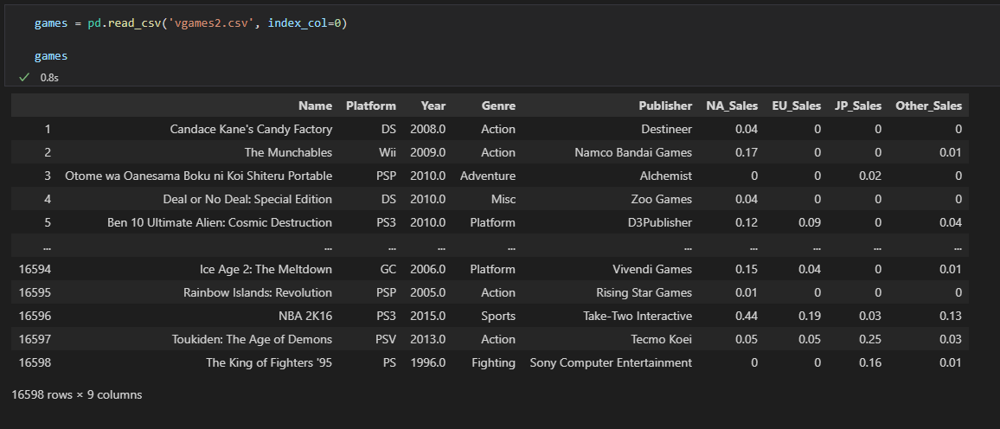 games = pd.read_csv('vgames2.csv', index_col=0)
games
0.8s
Name Platform Year Genre Publisher NA_Sales EU_Sales JP_Sales Other_Sales
1 Candace Kane's Candy Factory DS 2008.0 Action Destineer 0.04 0 0 0
2 The Munchables Wii 2009.0 Action Namco Bandai Games 0.17 0 0 0.01
3 Otome wa Oanesama Boku ni Koi Shiteru Portable PSP 2010.0 Adventure Alchemist 0 0 0.02 0
4 Deal or No Deal: Special Edition DS 2010.0 Misc Zoo Games 0.04 0 0 0
5 Ben 10 Ultimate Alien: Cosmic Destruction PS3 2010.0 Platform D3Publisher 0.12 0.09 0 0.04
... ... ... ... ... ... ... ... ... ...
16594 Ice Age 2: The Meltdown GC 2006.0 Platform Vivendi Games 0.15 0.04 0 0.01
16595 Rainbow Islands: Revolution PSP 2005.0 Action Rising Star Games 0.01 0 0 0
16596 NBA 2K16 PS3 2015.0 Sports Take-Two Interactive 0.44 0.19 0.03 0.13
16597 Toukiden: The Age of Demons PSV 2013.0 Action Tecmo Koei 0.05 0.05 0.25 0.03
16598 The King of Fighters '95 PS 1996.0 Fighting Sony Computer Entertainment 0 0 0.16 0.01
16598 rows × 9 columns